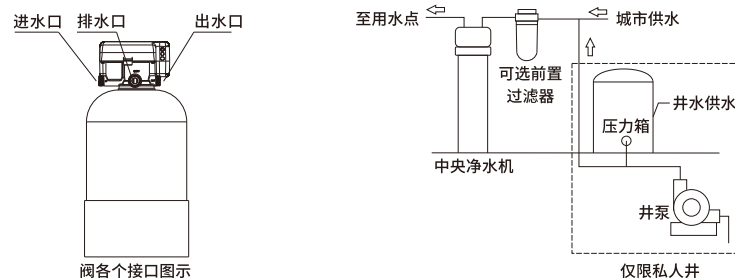 进水口 排水口 出水口
阀各个接口图示
至用水点
城市供水
可选前置
过滤器
井水供水
压力箱
中央净水机
井泵
仅限私人井